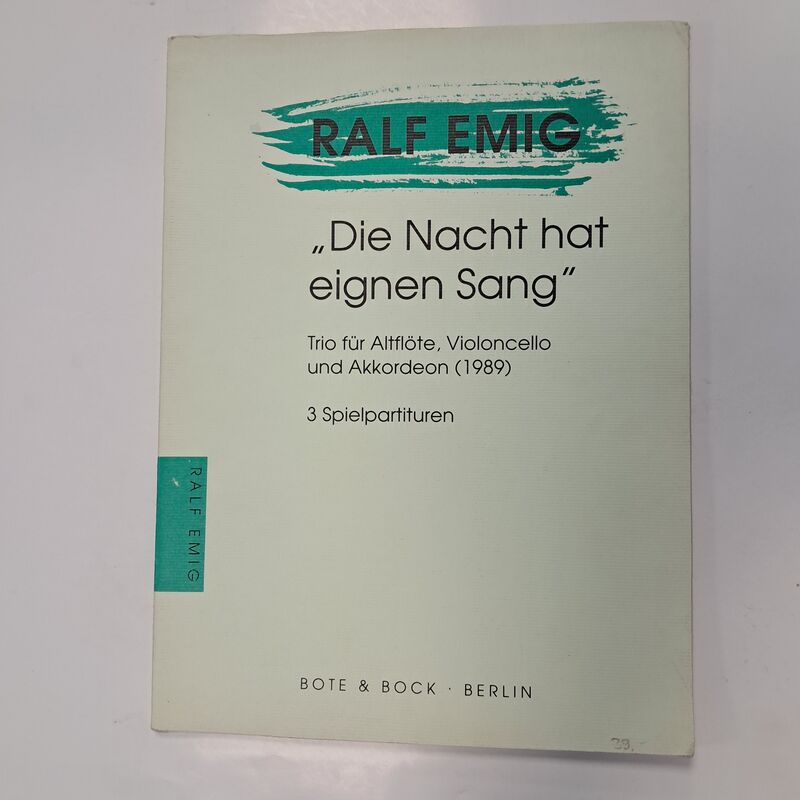 RALF EMIG
„Die Nacht hat
eignen Sang“
Trio für Altflöte, Violoncello
und Akkordeon (1989)
3 Spielpartituren
RALF EMIG
BOTE & BOCK · BERLIN
39,-